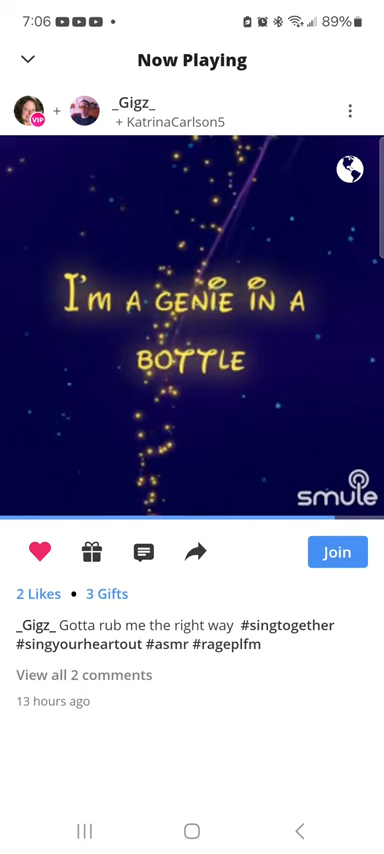 7:06
89%
Now Playing
VIP
+
_Gigz_
+ KatrinaCarlson5
I'm a genie in a
bottle
smule
Join
2 Likes • 3 Gifts
_Gigz_ Gotta rub me the right way #singtogether
#singyourheartout #asmr #rageplfm
View all 2 comments
13 hours ago